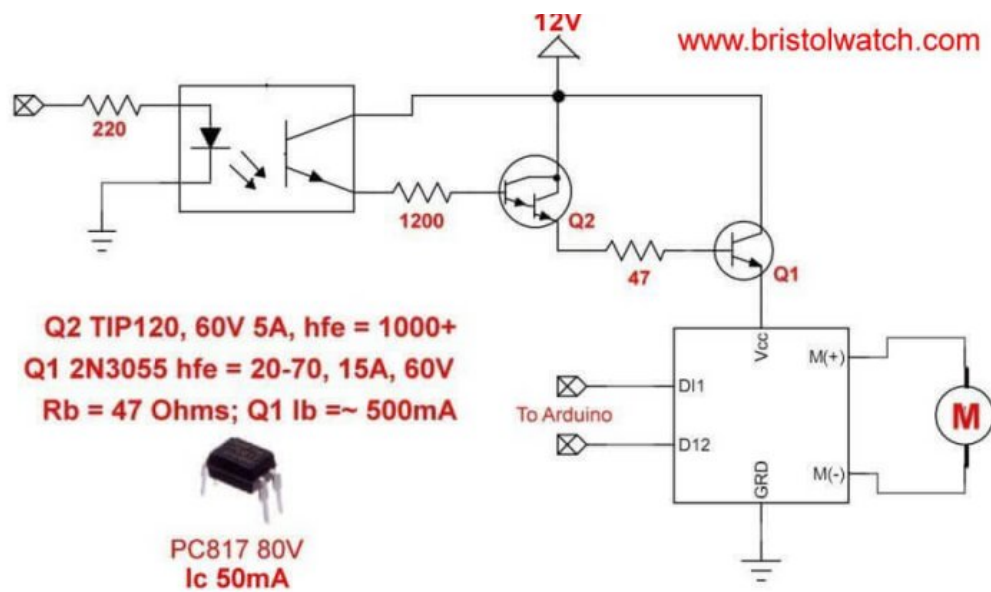 12V
www.bristolwatch.com
220
1200
Q2
47
Q1
Q2 TIP120, 60V 5A, hfe = 1000+
Q1 2N3055 hfe = 20-70, 15A, 60V
Rb = 47 Ohms; Q1 Ib =~ 500mA
Vcc
M(+)
DI1
To Arduino
M
D12
GRD
M(-)
PC817 80V
Ic 50mA